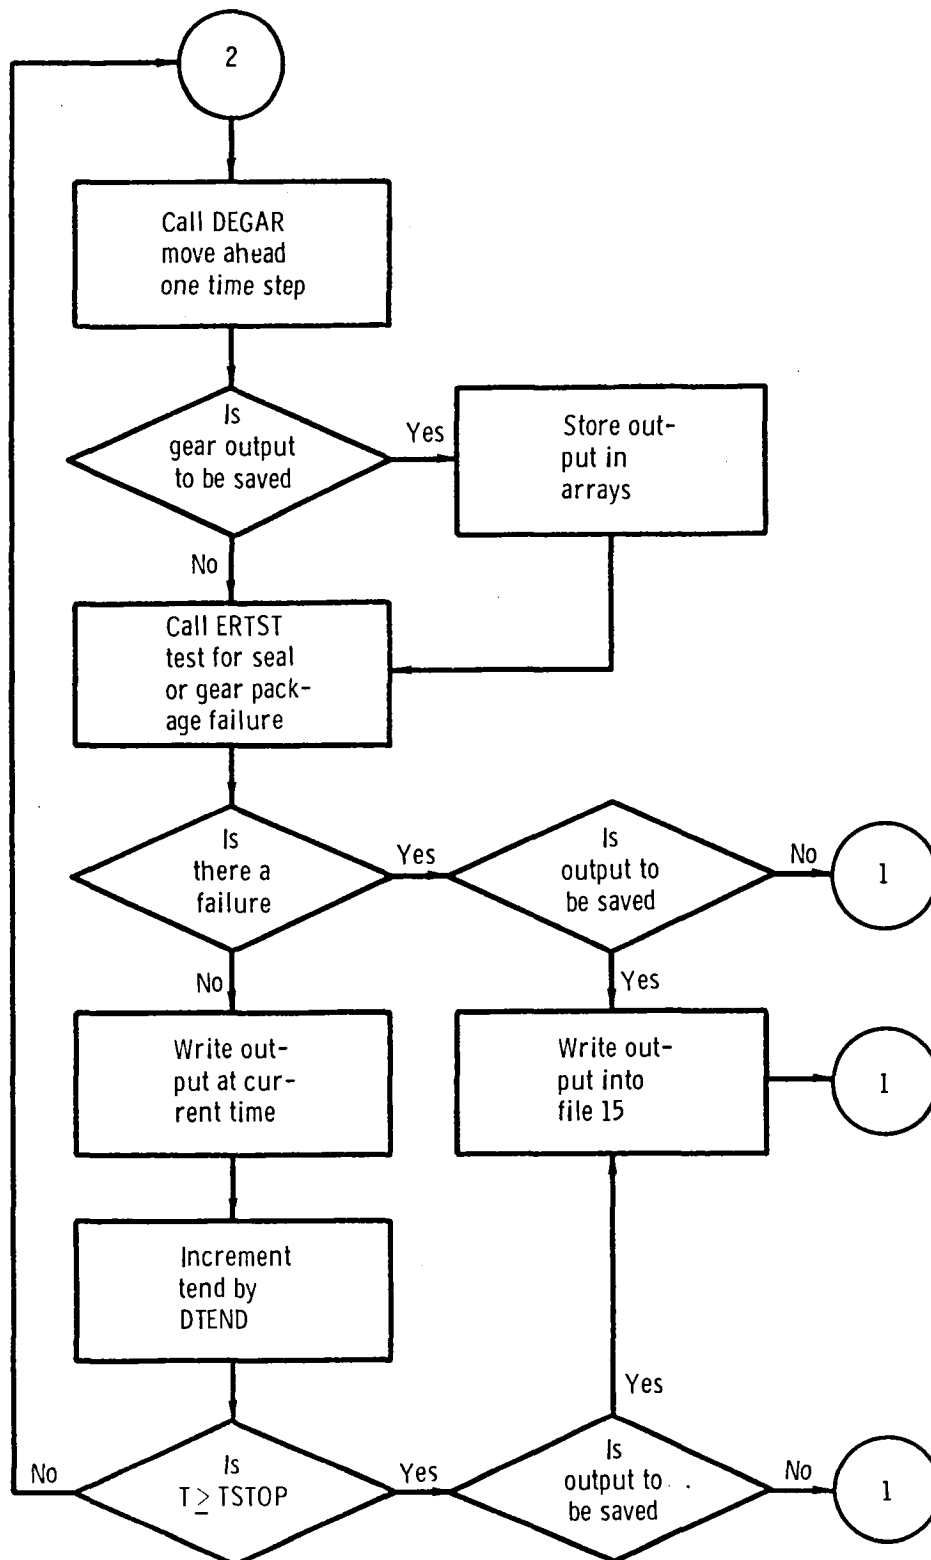 2
Call DEGAR
move ahead
one time step
Is
gear output
to be saved
Yes
Store out-
put in
arrays
No
Call ERTST
test for seal
or gear pack-
age failure
Is
there a
failure
Yes
Is
output to
be saved
No
1
No
Yes
Write out-
put at cur-
rent time
Write out-
put into
file 15
1
Increment
tend by
DTEND
Yes
No
Is
T ≥ TSTOP
Yes
Is
output to
be saved
No
1